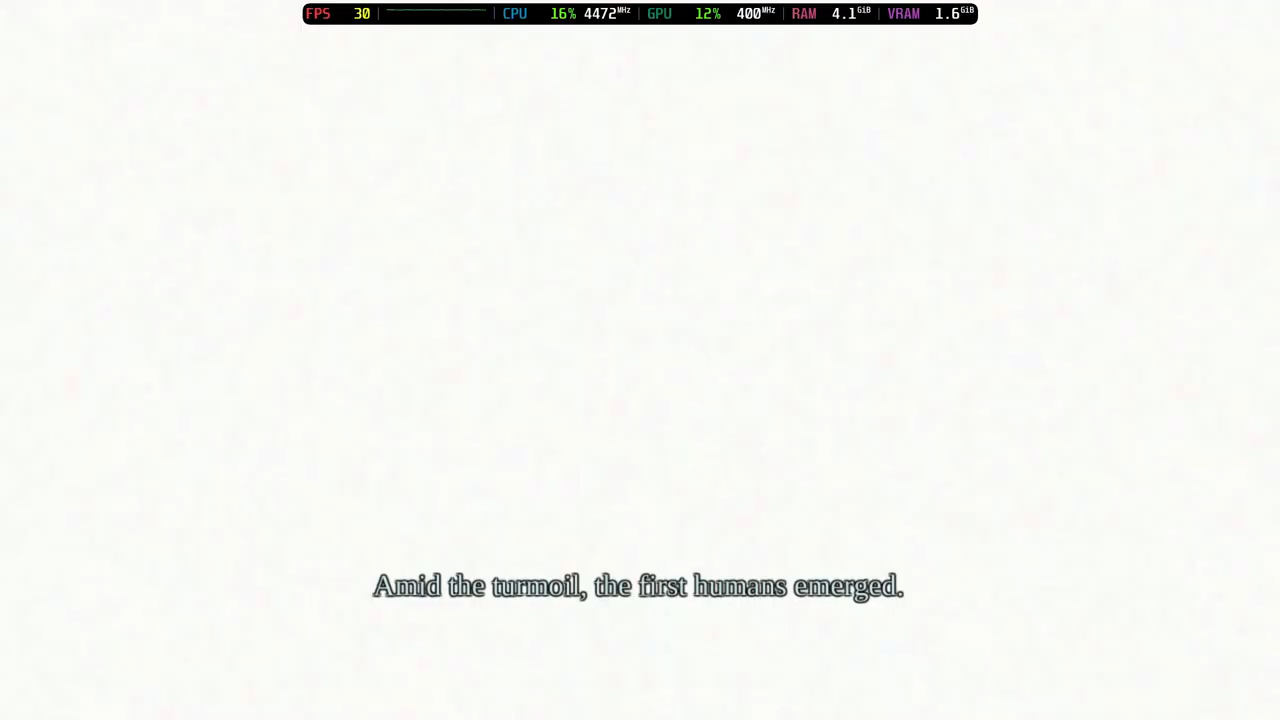 FPS 30 CPU 16% 4472MHz GPU 12% 400MHz RAM 4.1GiB VRAM 1.6GiB
Amid the turmoil, the first humans emerged.